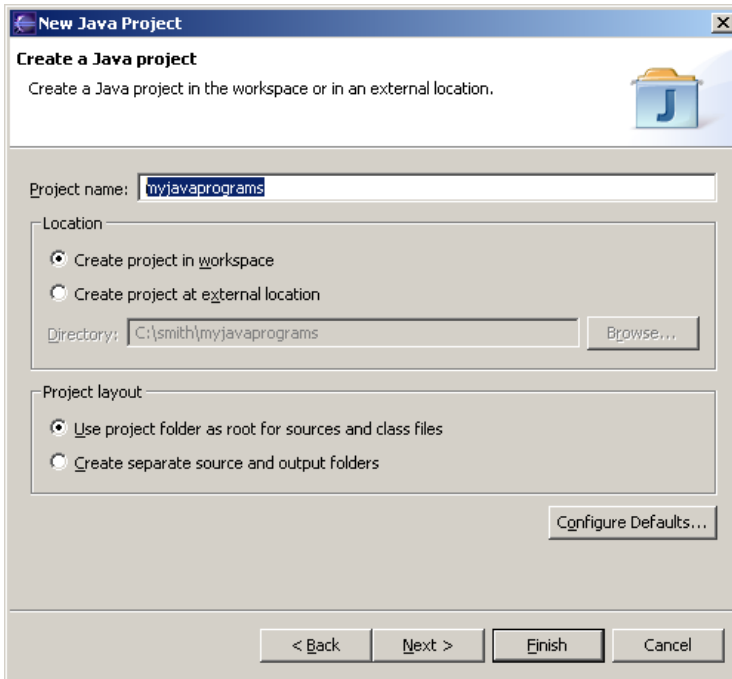 New Java Project
Create a Java project
Create a Java project in the workspace or in an external location.
J
Project name: myjavaprograms
Location
Create project in workspace
Create project at external location
Directory: C:\smith\myjavaprograms Browse...
Project layout
Use project folder as root for sources and class files
Create separate source and output folders
Configure Defaults...
< Back Next > Finish Cancel